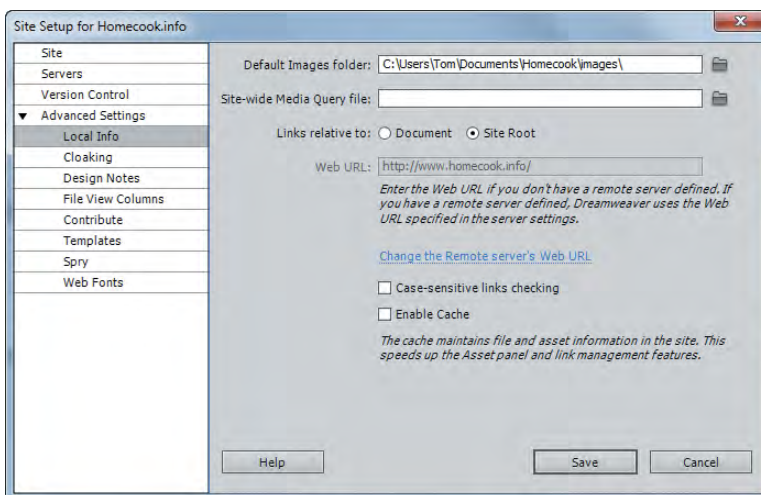 Site Setup for Homecook.info
Site
Servers
Version Control
Advanced Settings
Local Info
Cloaking
Design Notes
File View Columns
Contribute
Templates
Spry
Web Fonts
Default Images folder: C:\Users\Tom\Documents\Homecook\images\
Site-wide Media Query file:
Links relative to: Document Site Root
Web URL: http://www.homecook.info/
Enter the Web URL if you don't have a remote server defined. If
you have a remote server defined, Dreamweaver uses the Web
URL specified in the server settings.
Change the Remote server's Web URL
Case-sensitive links checking
Enable Cache
The cache maintains file and asset information in the site. This
speeds up the Asset panel and link management features.
Help Save Cancel